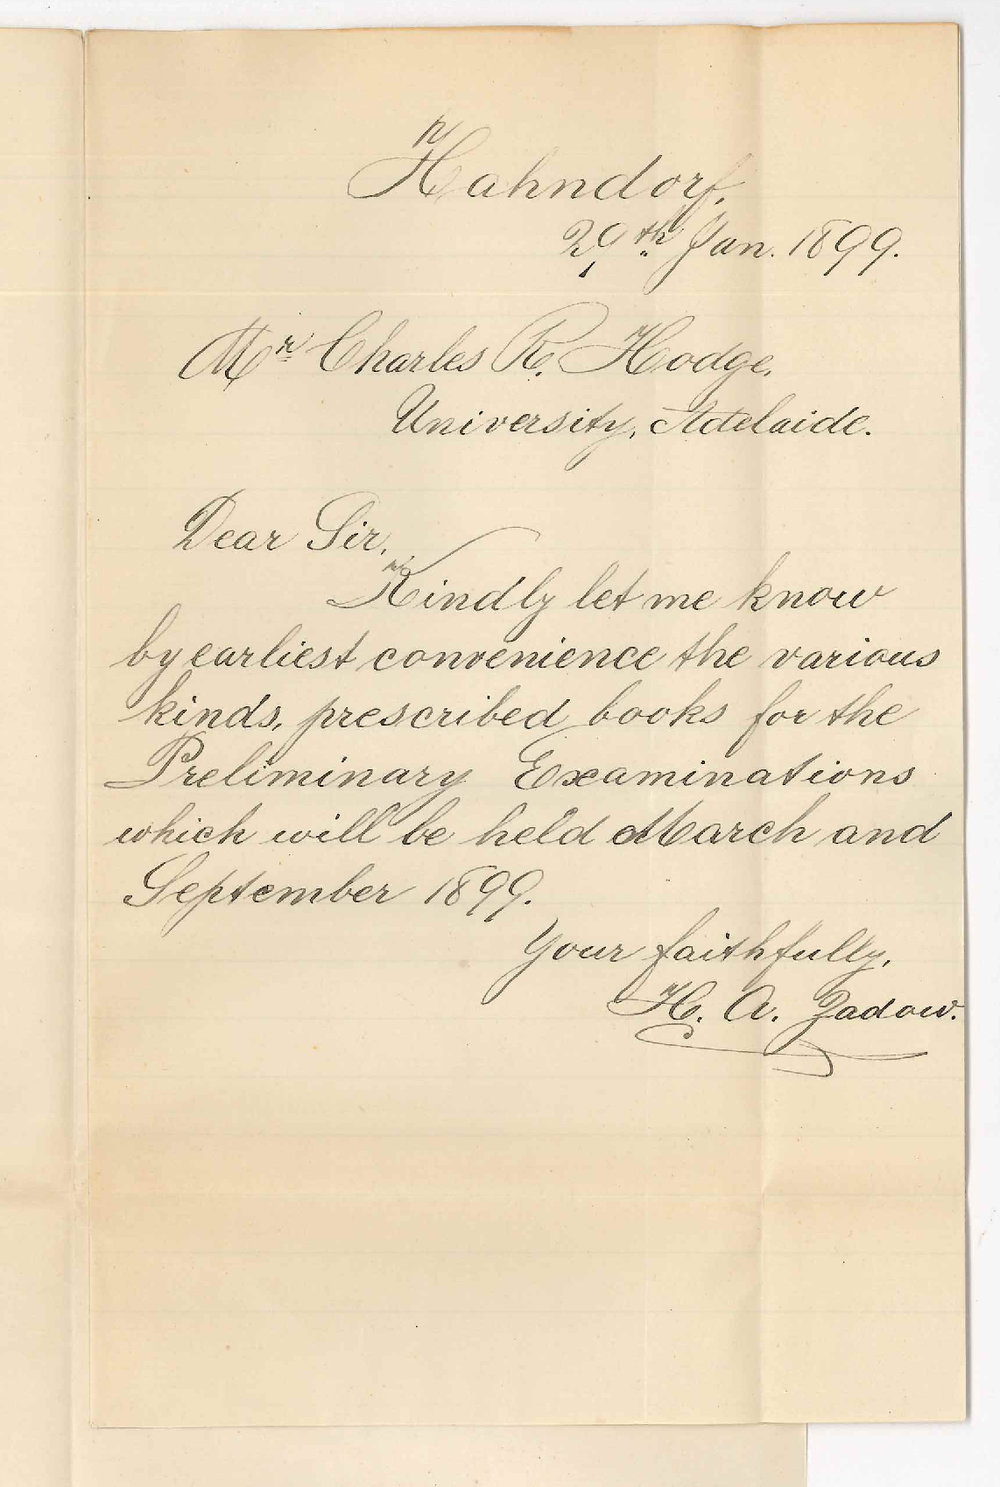 Hahndorf,
29th Jan. 1899.
Mr Charles R. Hodge,
University, Adelaide.
Dear Sir,
Kindly let me know
by earliest convenience the various
kinds, prescribed books for the
Preliminary Examinations
which will be held March and
September 1899.
Your faithfully,
H. A. Zadow.